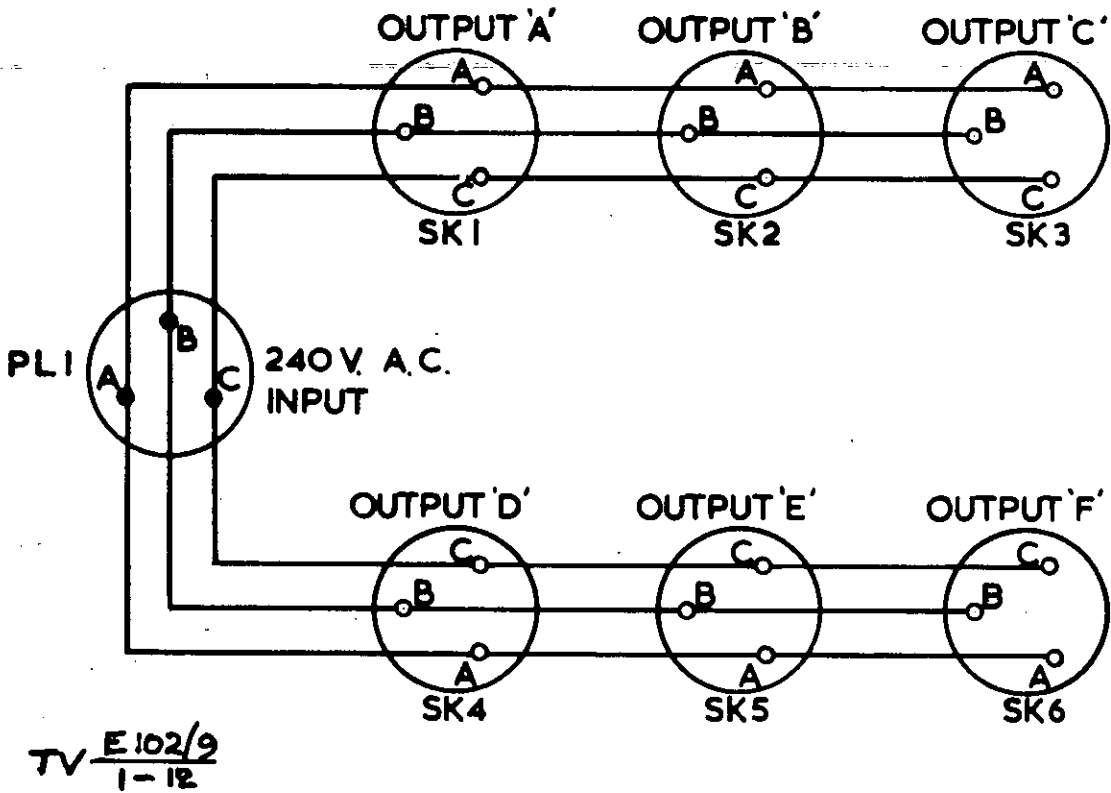 OUTPUT 'A' OUTPUT 'B' OUTPUT 'C'
A A A
B B B
C C C
SK1 SK2 SK3
PL1 A B C 240V. A.C.
INPUT
OUTPUT 'D' OUTPUT 'E' OUTPUT 'F'
C C C
B B B
A A A
SK4 SK5 SK6
TV E102/9
1-12